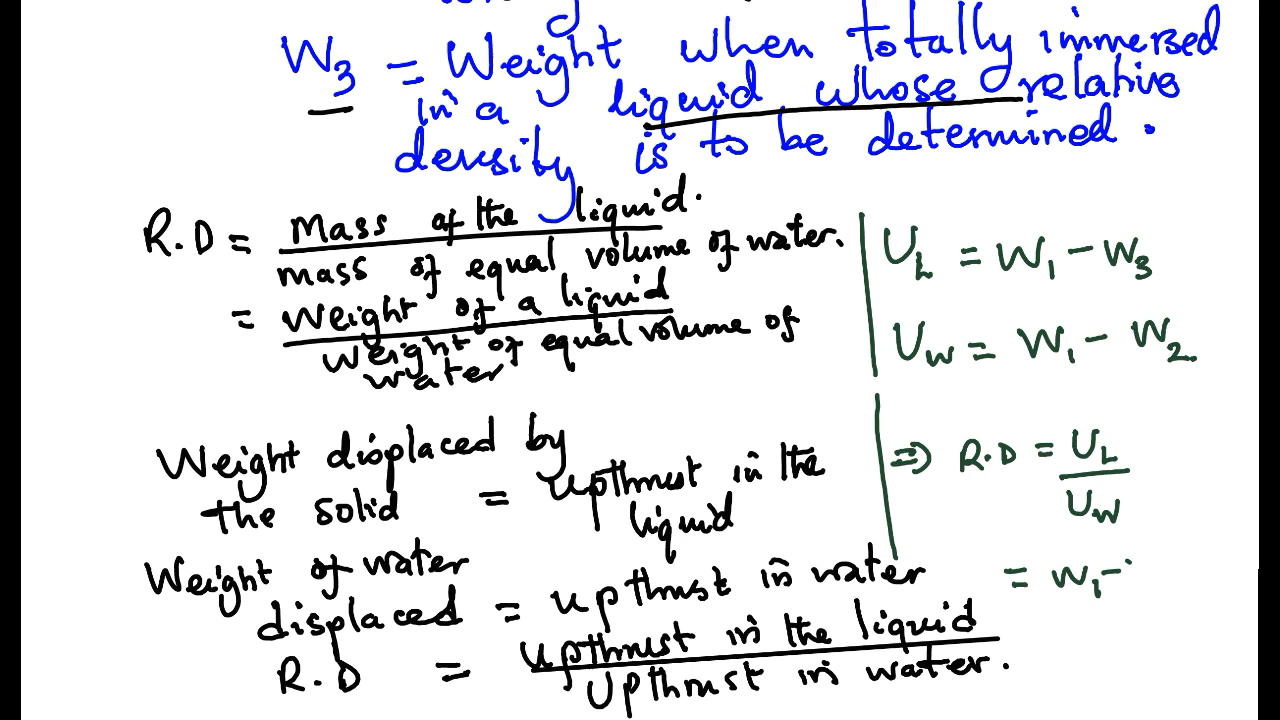 W3 = Weight when totally immersed
in a liquid whose relative
density is to be determined.
R.D = Mass of the liquid.
mass of equal volume of water.
= Weight of a liquid
Weight of equal volume of
water
Weight displaced by
the solid = upthrust in the
liquid
Weight of water
displaced = upthrust in water
R.D = Upthrust in the liquid
Upthrust in water.
UL = W1 - W3
UW = W1 - W2
⇒ R.D = UL
UW
= W1 -